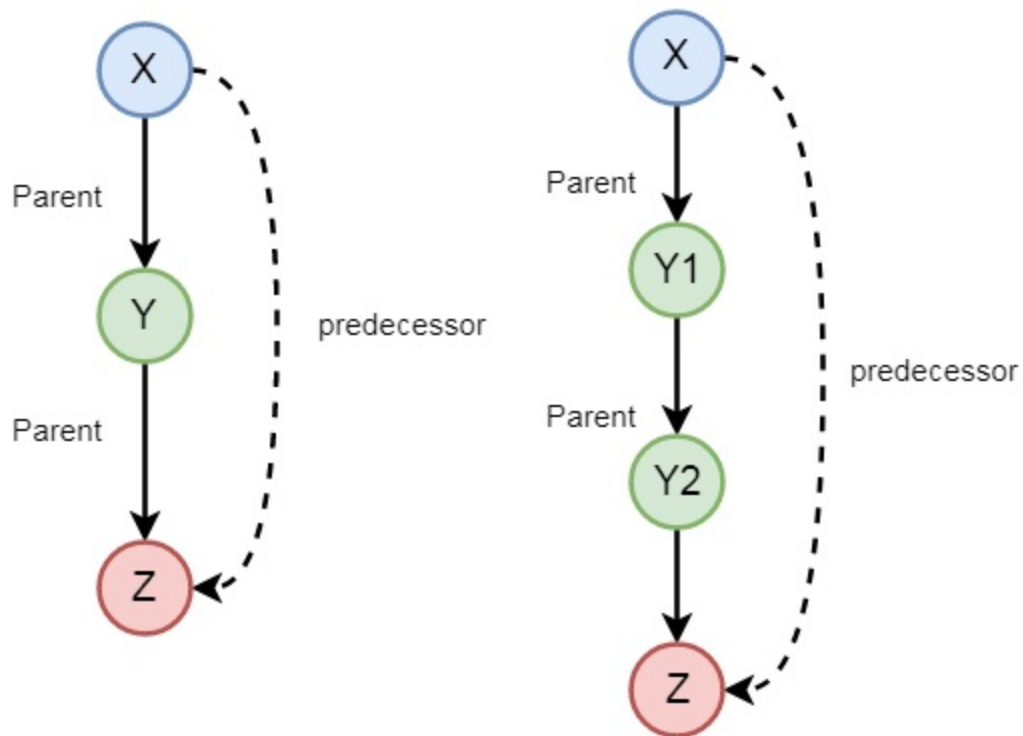 X
Parent
Y
predecessor
Parent
Z
X
Parent
Y1
predecessor
Parent
Y2
Z